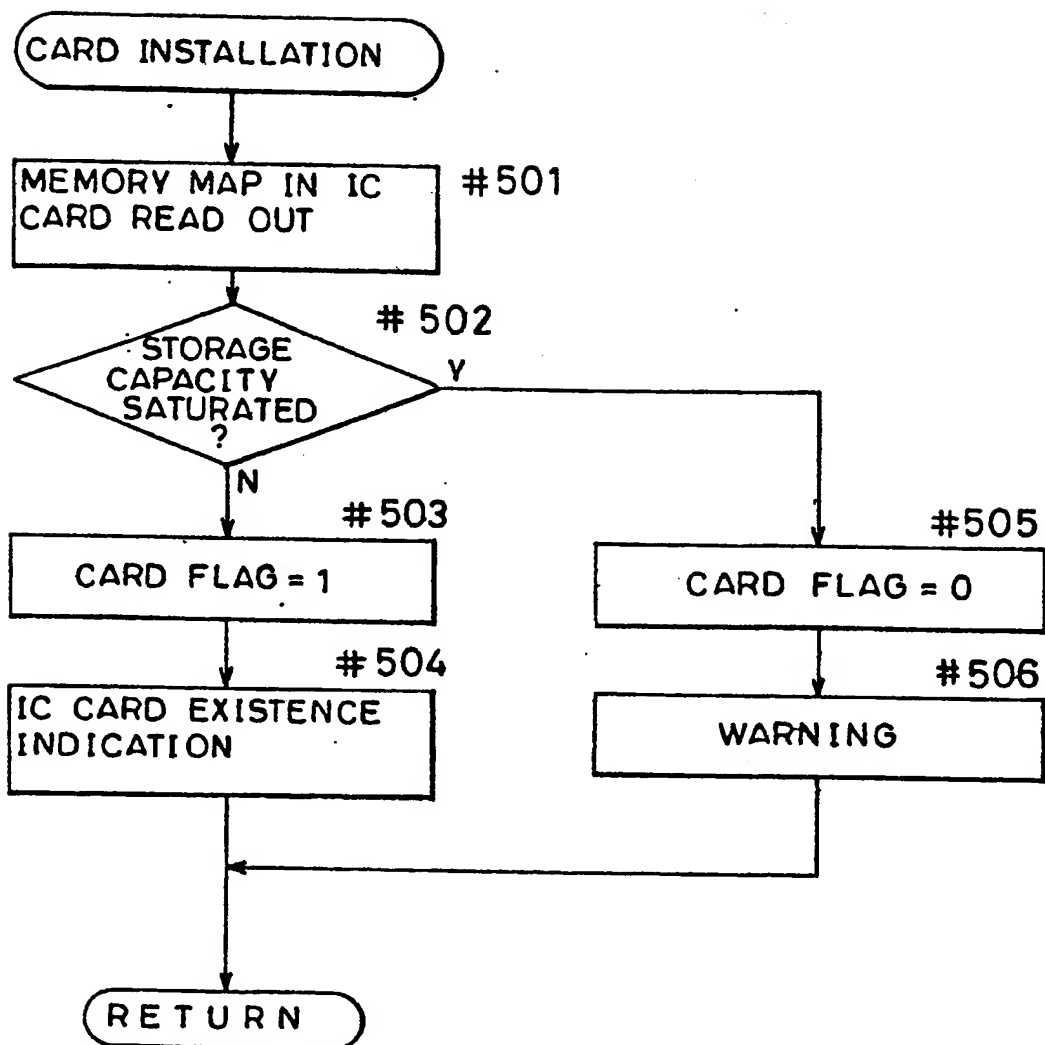 CARD INSTALLATION
MEMORY MAP IN IC
CARD READ OUT
#501
#502
STORAGE
CAPACITY
SATURATED
?
Y
N
#503
CARD FLAG = 1
#504
IC CARD EXISTENCE
INDICATION
#505
CARD FLAG = 0
#506
WARNING
RETURN